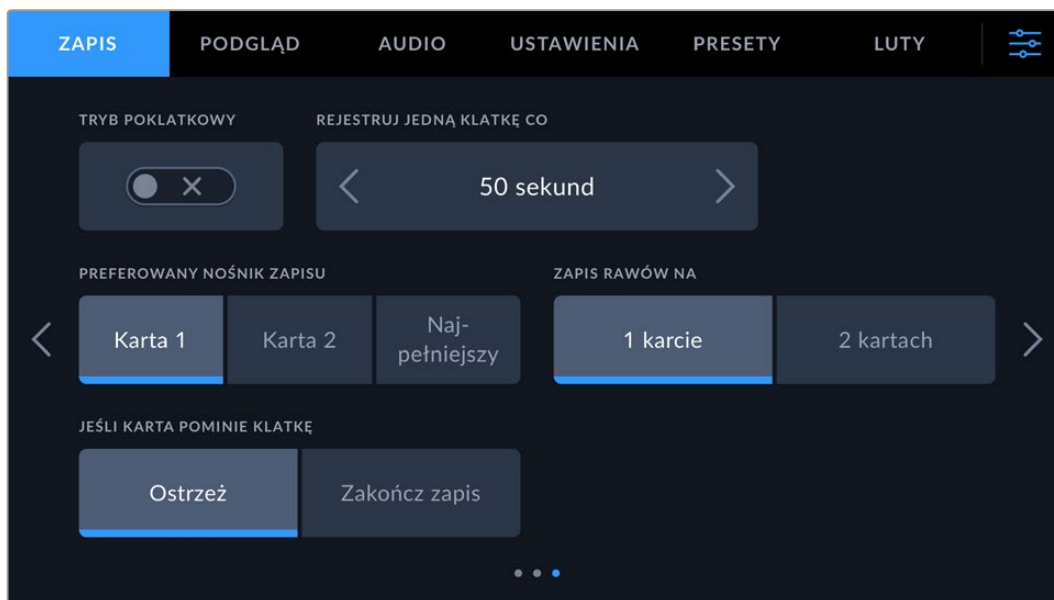 ZAPIS PODGLĄD AUDIO USTAWIENIA PRESETY LUTY
TRYB POKLATKOWY REJESTRUJ JEDNĄ KLATKĘ CO
50 sekund
PREFEROWANY NOŚNIK ZAPISU ZAPIS RAWÓW NA
Karta 1 Karta 2 Naj-
pełniejszy
1 karcie 2 kartach
JEŚLI KARTA POMINIE KLATKĘ
Ostrzeż Zakończ zapis